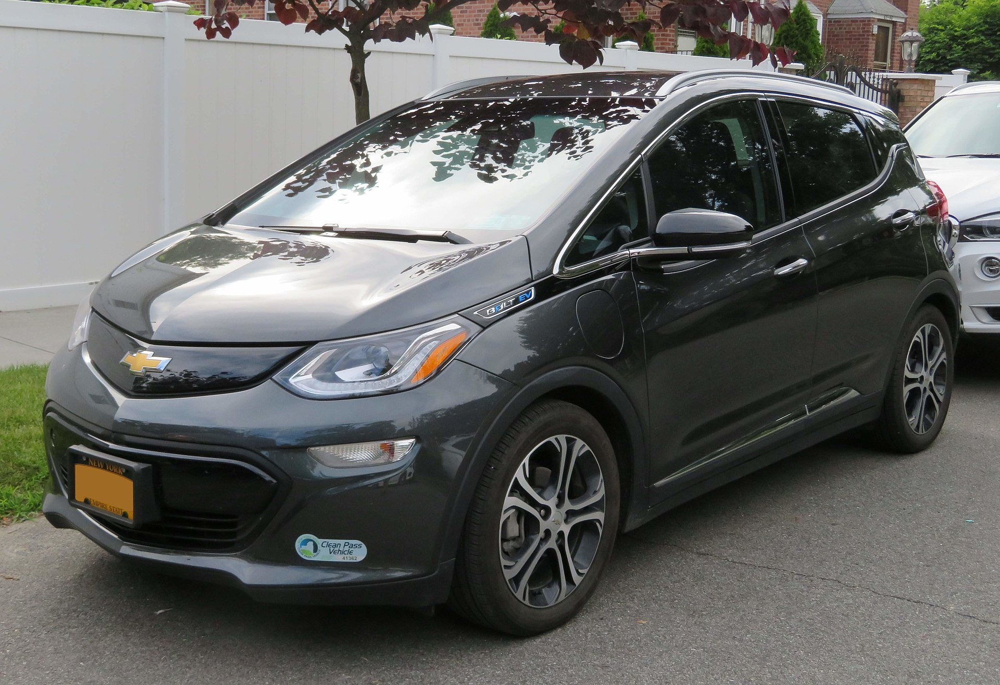 BOLT EV
NEW YORK
EMPIRE STATE
Clean Pass
Vehicle
41362